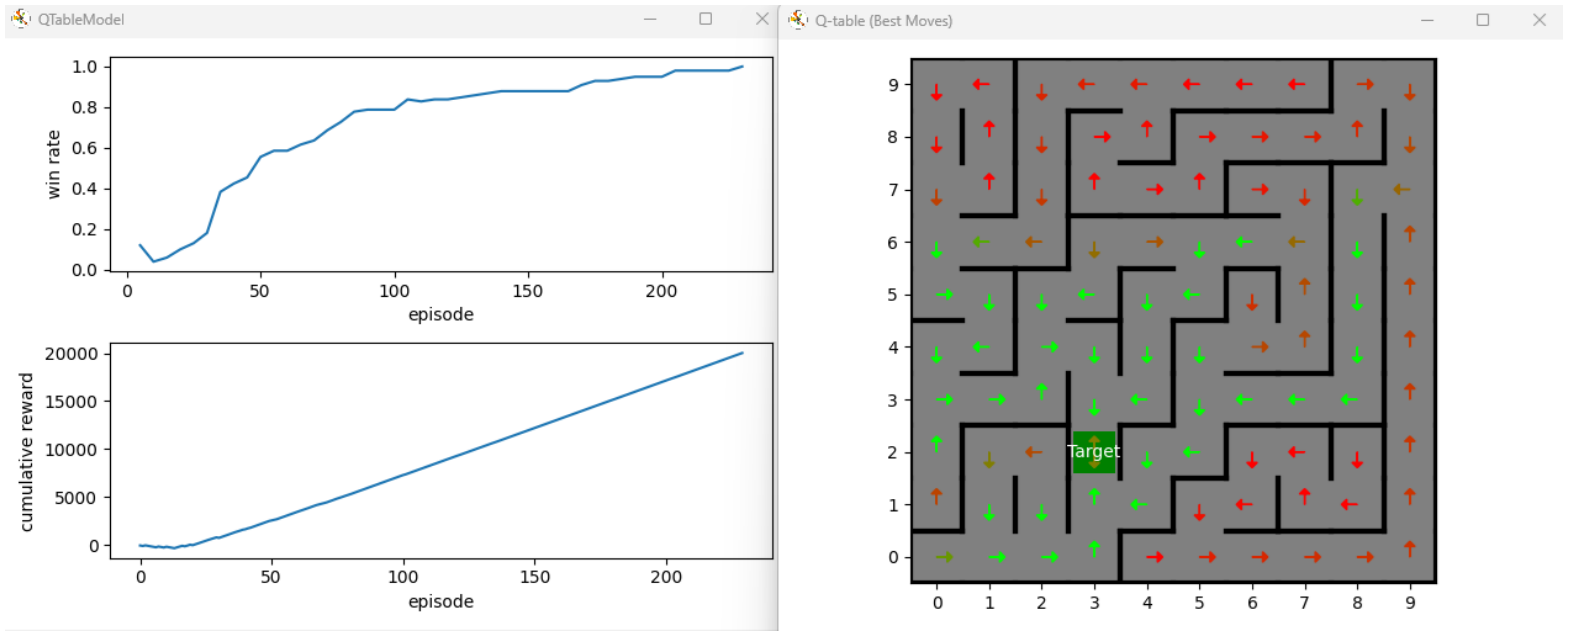 QTableModel
1.0
0.8
0.6
0.4
0.2
0.0
win rate
0 50 100 150 200
episode
20000
15000
10000
5000
0
cumulative reward
0 50 100 150 200
episode
Q-table (Best Moves)
9
8
7
6
5
4
3
2
1
0
Target
0 1 2 3 4 5 6 7 8 9